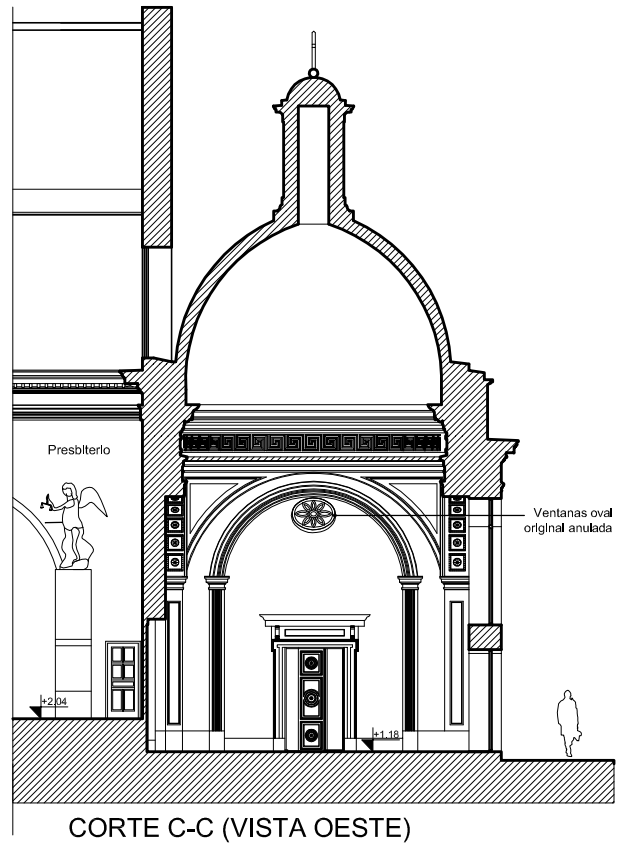 Presbiterio
Ventanas oval
original anulada
+2.04
+1.18
CORTE C-C (VISTA OESTE)